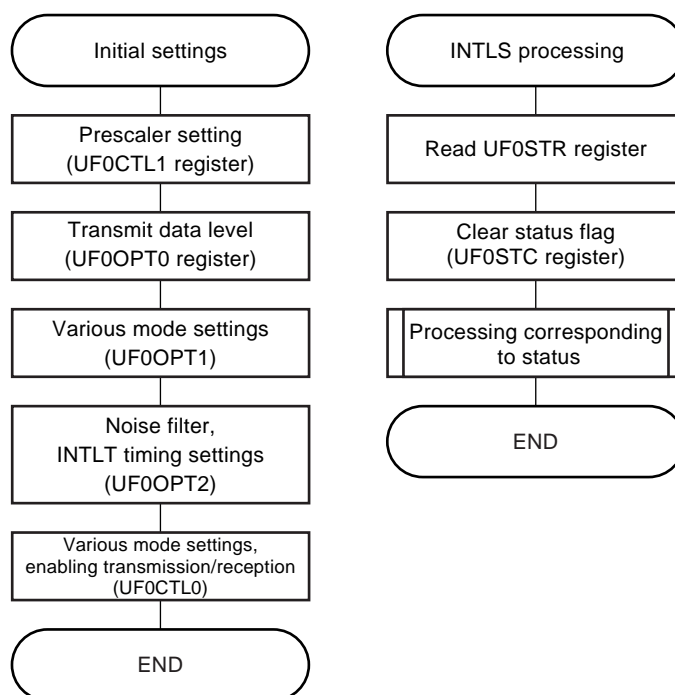 Initial settings
Prescaler setting
(UF0CTL1 register)
Transmit data level
(UF0OPT0 register)
Various mode settings
(UF0OPT1)
Noise filter,
INTLT timing settings
(UF0OPT2)
Various mode settings,
enabling transmission/reception
(UF0CTL0)
END
INTLS processing
Read UF0STR register
Clear status flag
(UF0STC register)
Processing corresponding
to status
END